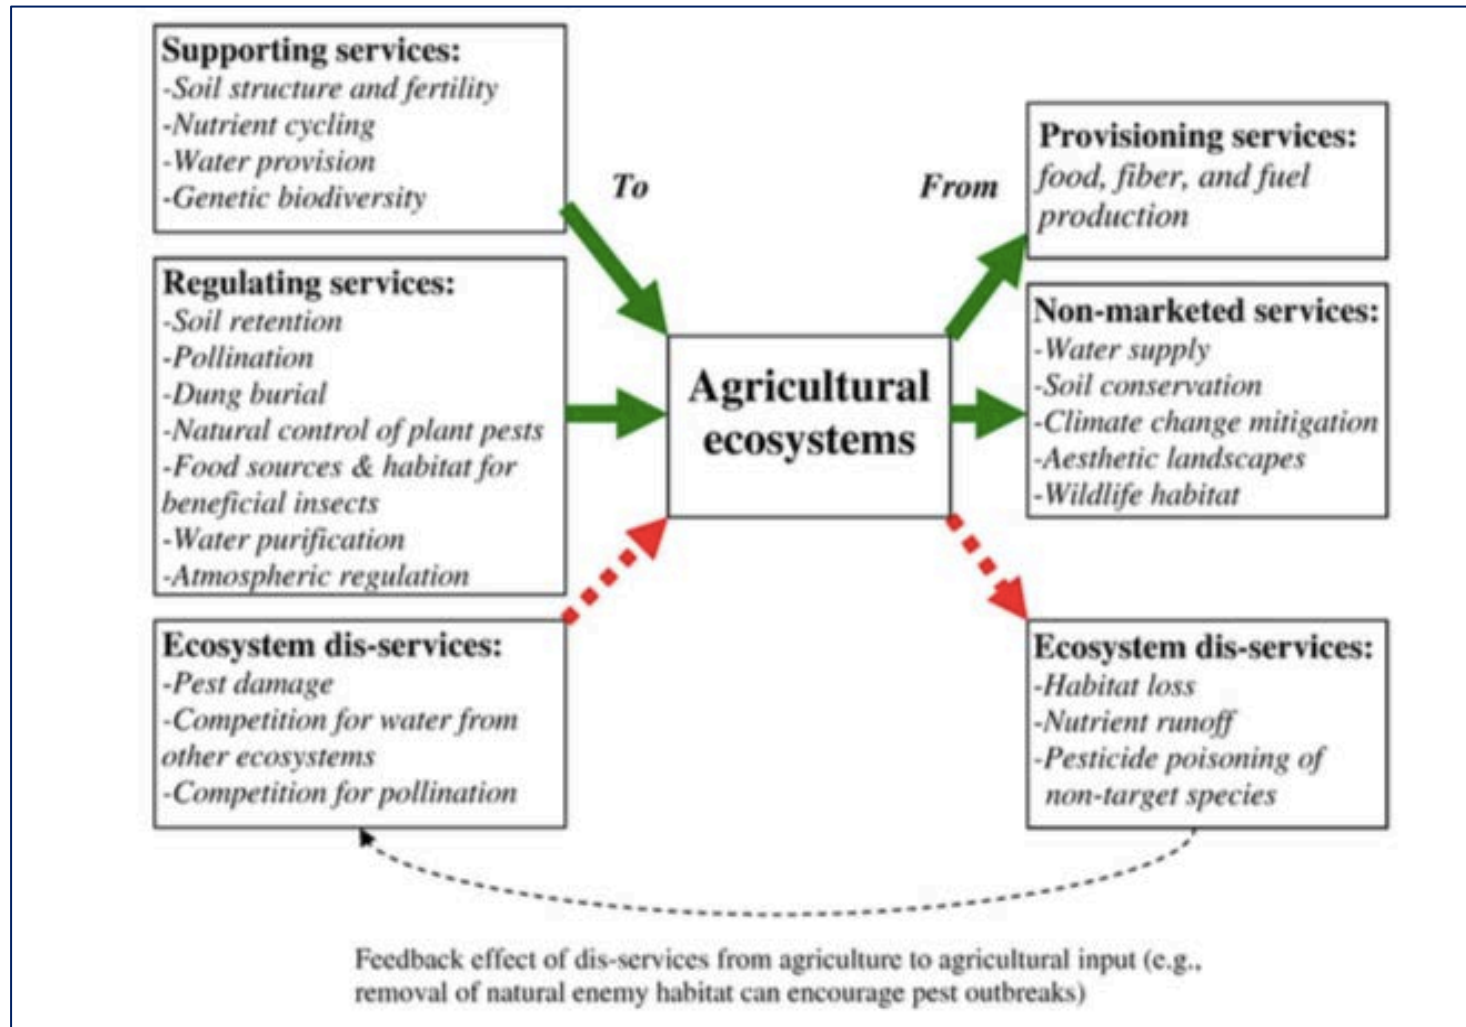 Supporting services:
-Soil structure and fertility
-Nutrient cycling
-Water provision
-Genetic biodiversity
Regulating services:
-Soil retention
-Pollination
-Dung burial
-Natural control of plant pests
-Food sources & habitat for
beneficial insects
-Water purification
-Atmospheric regulation
Ecosystem dis-services:
-Pest damage
-Competition for water from
other ecosystems
-Competition for pollination
To
Agricultural
ecosystems
From
Provisioning services:
food, fiber, and fuel
production
Non-marketed services:
-Water supply
-Soil conservation
-Climate change mitigation
-Aesthetic landscapes
-Wildlife habitat
Ecosystem dis-services:
-Habitat loss
-Nutrient runoff
-Pesticide poisoning of
non-target species
Feedback effect of dis-services from agriculture to agricultural input (e.g.,
removal of natural enemy habitat can encourage pest outbreaks)